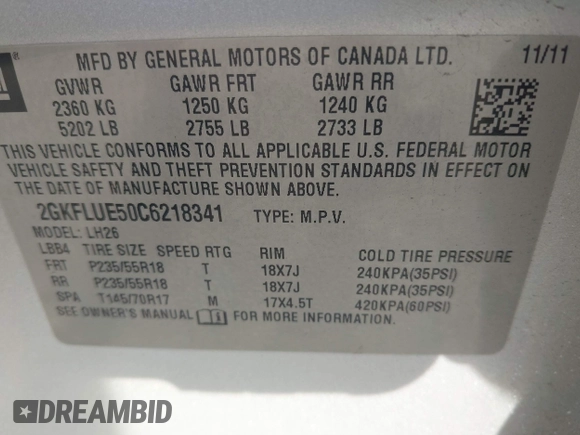 MFD BY GENERAL MOTORS OF CANADA LTD. 11/11
GVWR GAWR FRT GAWR RR
2360 KG 1250 KG 1240 KG
5202 LB 2755 LB 2733 LB
THIS VEHICLE CONFORMS TO ALL APPLICABLE U.S. FEDERAL MOTOR
VEHICLE SAFETY AND THEFT PREVENTION STANDARDS IN EFFECT ON
THE DATE OF MANUFACTURE SHOWN ABOVE.
2GKFLUE50C6218341 TYPE: M.P.V.
MODEL: LH26
LBB4 TIRE SIZE SPEED RTG RIM COLD TIRE PRESSURE
FRT P235/55R18 T 18X7J 240KPA(35PSI)
RR P235/55R18 T 18X7J 240KPA(35PSI)
SPA T145/70R17 M 17X4.5T 420KPA(60PSI)
SEE OWNER'S MANUAL FOR MORE INFORMATION.
DREAMBID